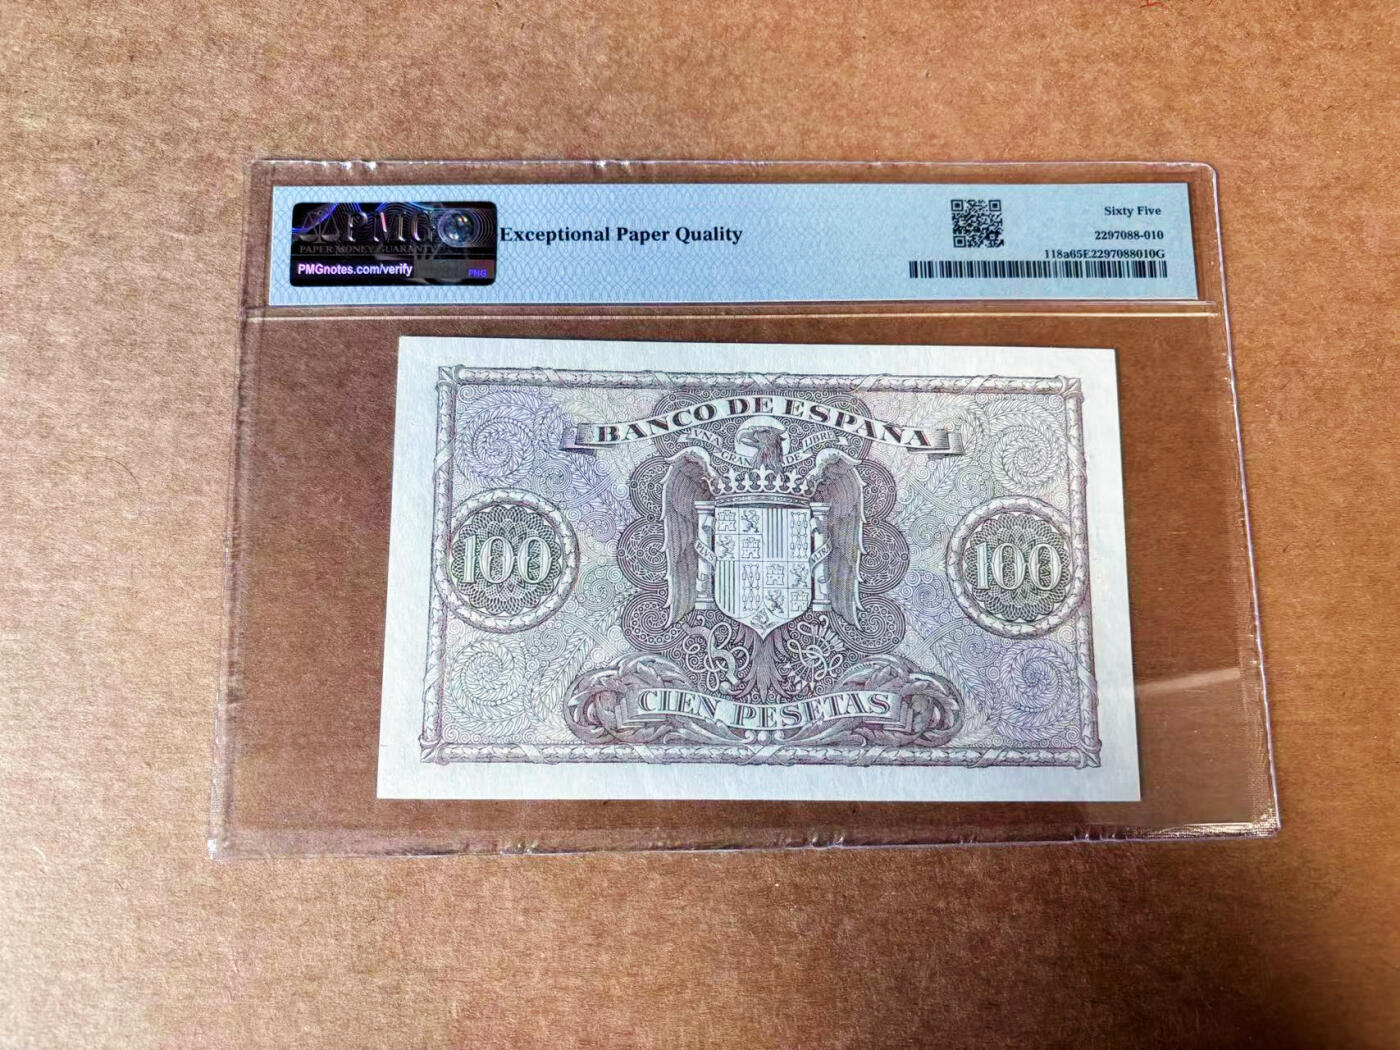 PMG
PAPER MONEY GUARANTY
PMGnotes.com/verify
PNG
Exceptional Paper Quality
Sixty Five
2297088-010
118a65E2297088010G
BANCO DE ESPAÑA
UNA GRANDE LIBRE
100
100
CIEN PESETAS